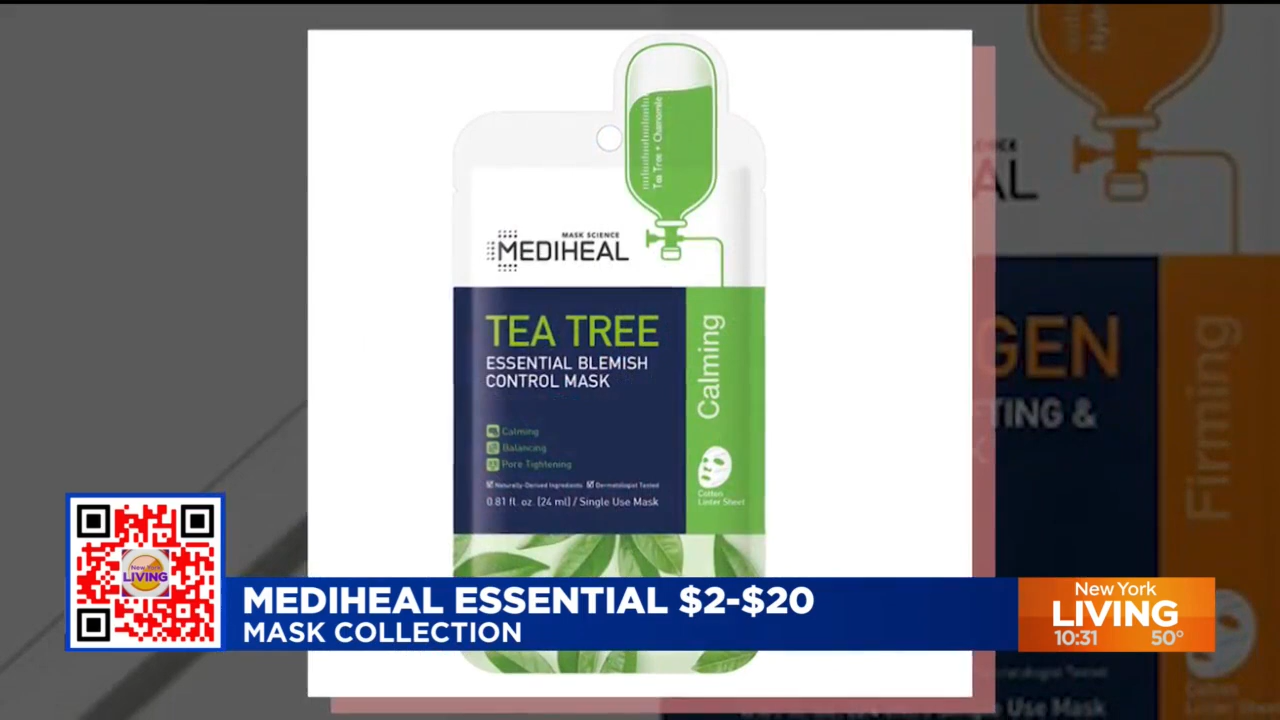 Tea Tree + Chamomile
MASK SCIENCE
MEDIHEAL
TEA TREE
ESSENTIAL BLEMISH
CONTROL MASK
Calming
Calming
Balancing
Pore Tightening
Naturally-Derived Ingredients
Dermatologist Tested
0.81 fl. oz. (24 ml) / Single Use Mask
Cotton
Linter Sheet
AL
GEN
TING &
Firming
New York
LIVING
MEDIHEAL ESSENTIAL $2-$20
MASK COLLECTION
New York
LIVING
10:31 50°
Single Use Mask